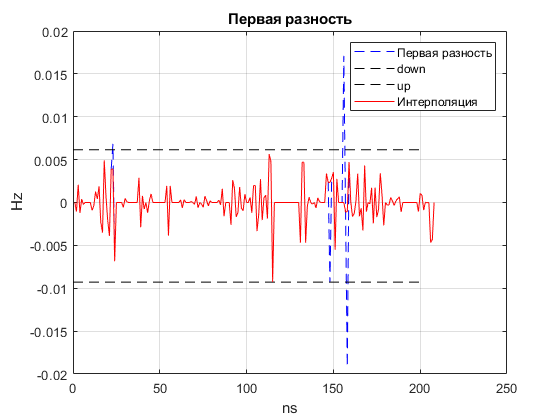 Первая разность
0.02
0.015
0.01
0.005
0
-0.005
-0.01
-0.015
-0.02
Hz
Первая разность
down
up
Интерполяция
0 50 100 150 200 250
ns